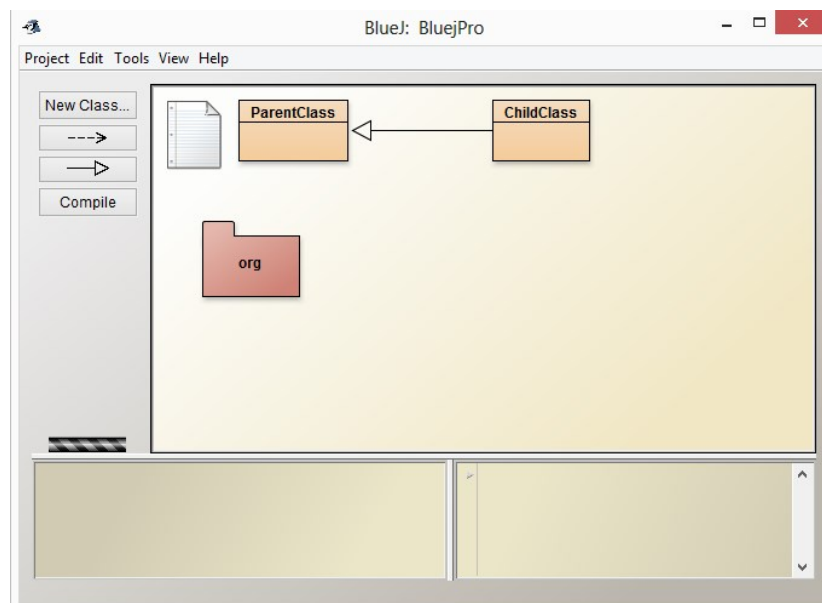 BlueJ: BluejPro
Project Edit Tools View Help
New Class...
Compile
ParentClass
ChildClass
org